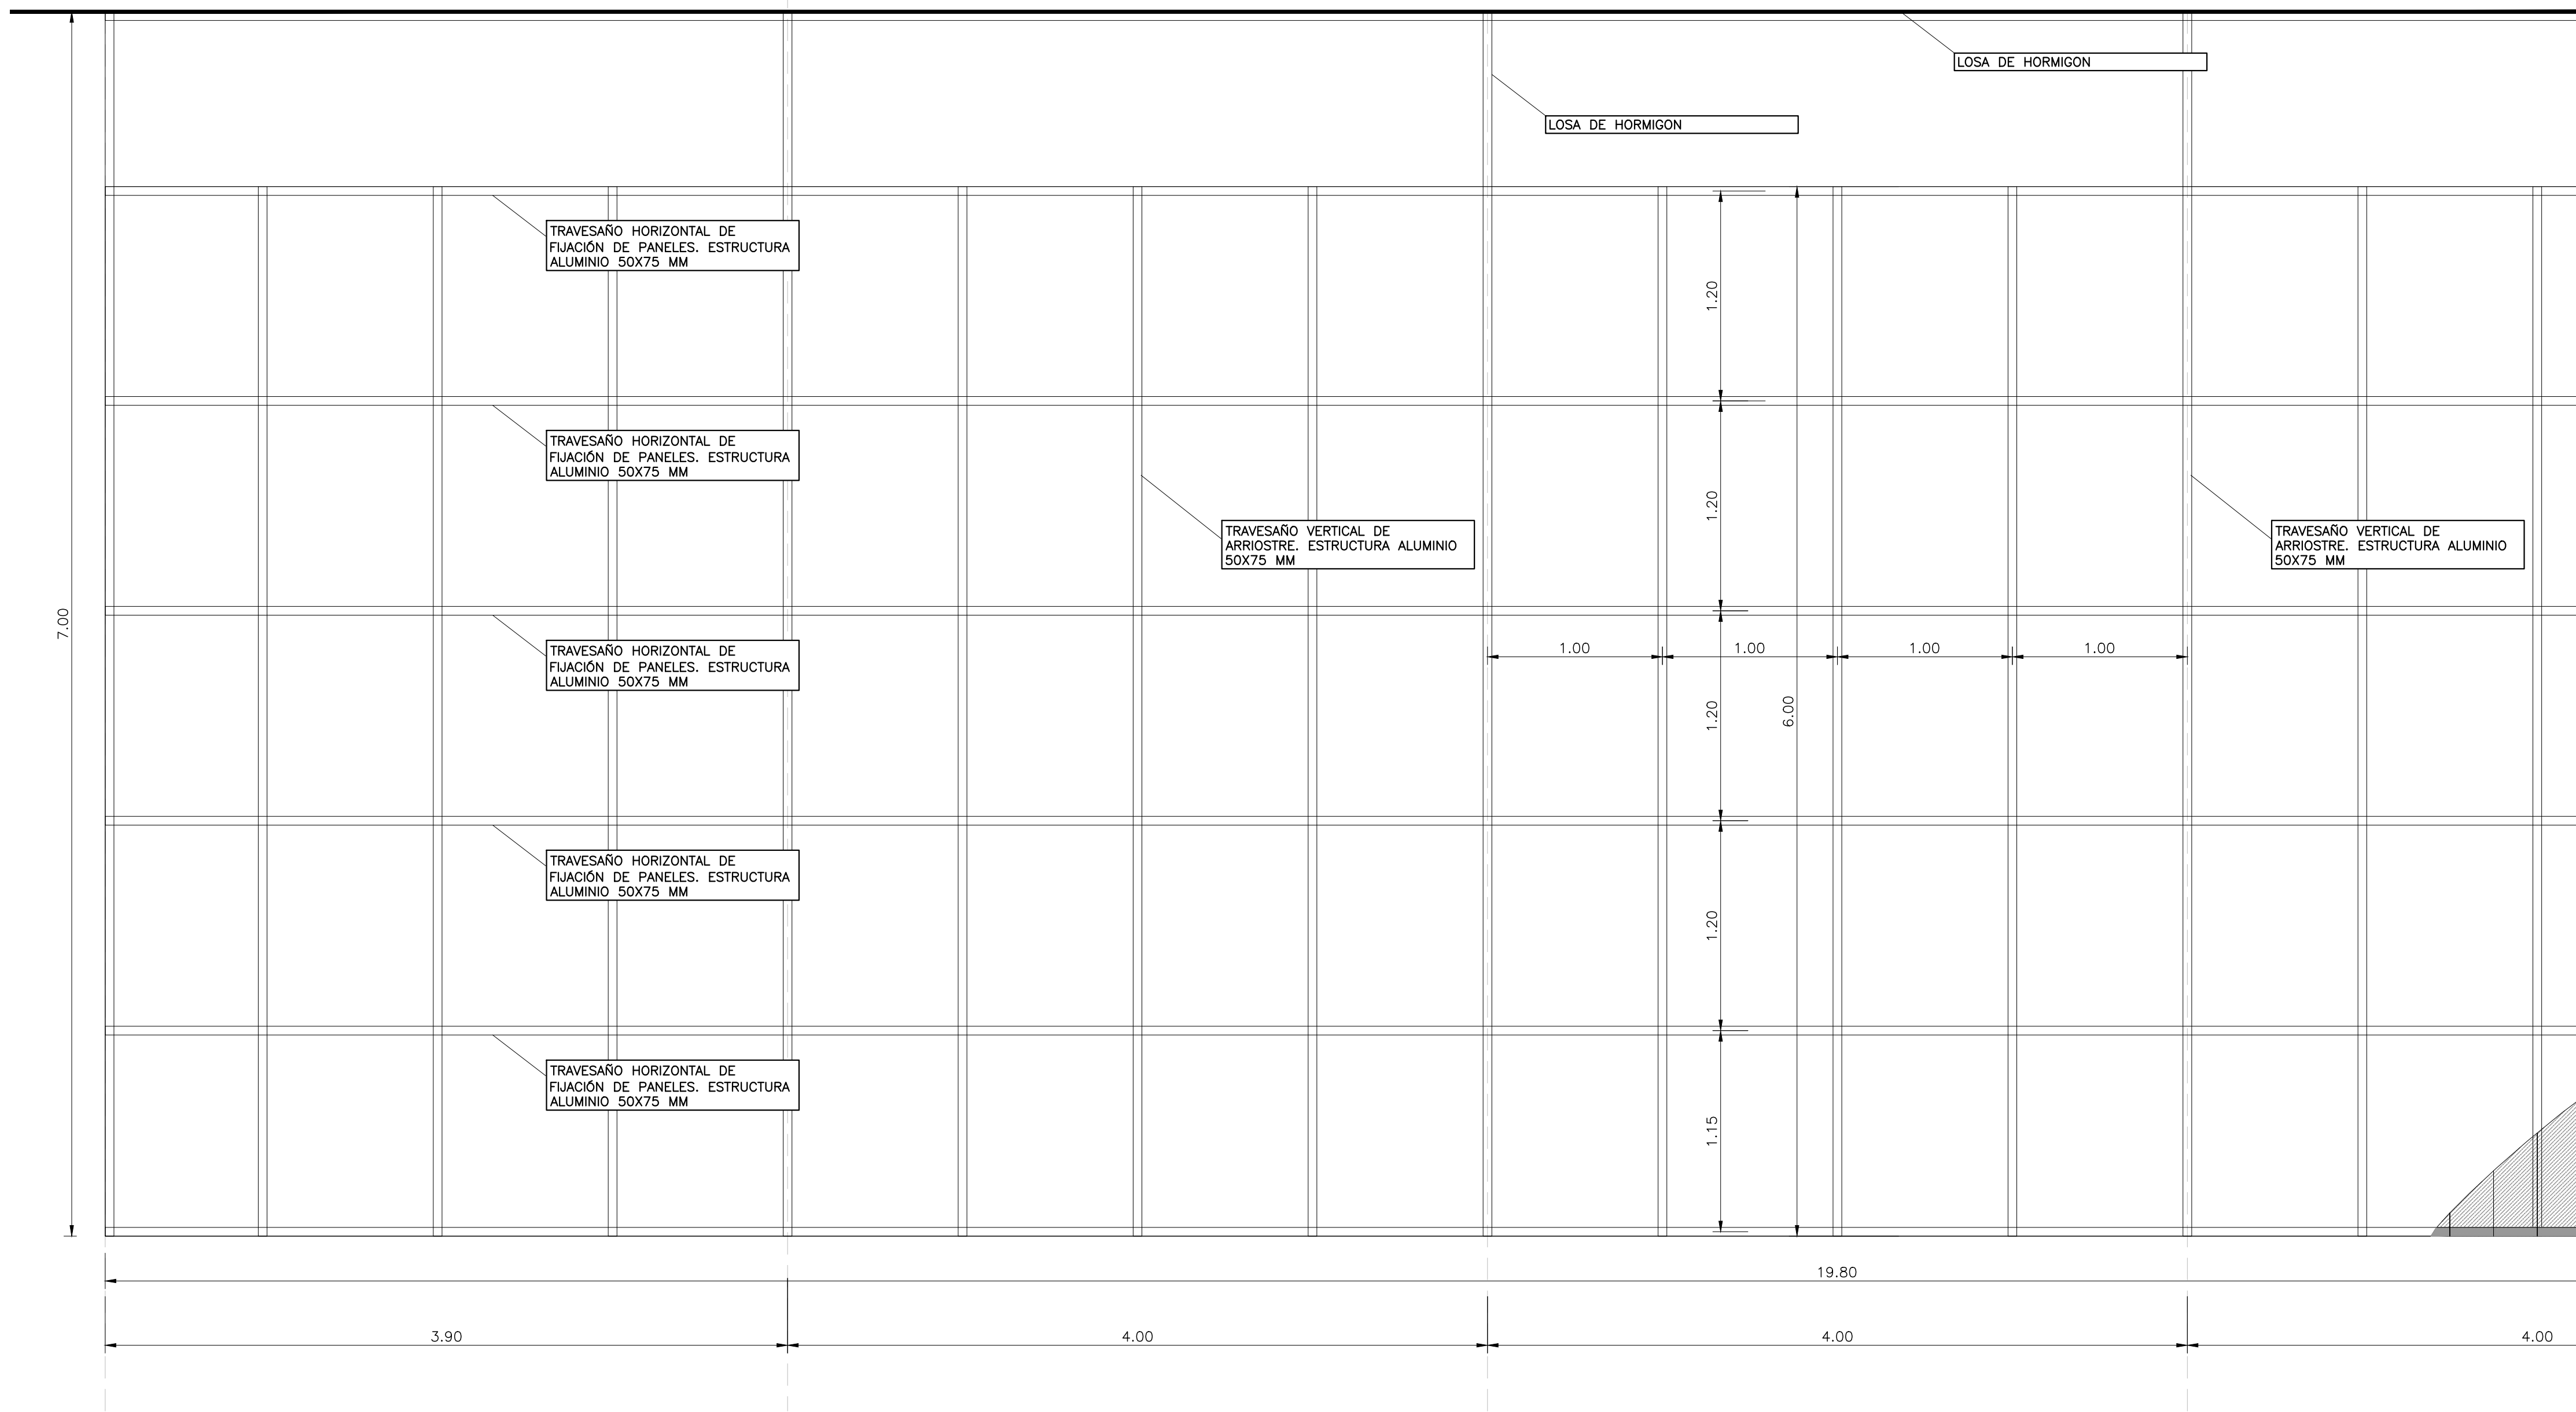 LOSA DE HORMIGON
LOSA DE HORMIGON
TRAVESAÑO HORIZONTAL DE
FIJACIÓN DE PANELES. ESTRUCTURA
ALUMINIO 50X75 MM
1.20
TRAVESAÑO HORIZONTAL DE
FIJACIÓN DE PANELES. ESTRUCTURA
ALUMINIO 50X75 MM
1.20
TRAVESAÑO VERTICAL DE
ARRIOSTRE. ESTRUCTURA ALUMINIO
50X75 MM
TRAVESAÑO VERTICAL DE
ARRIOSTRE. ESTRUCTURA ALUMINIO
50X75 MM
7.00
TRAVESAÑO HORIZONTAL DE
FIJACIÓN DE PANELES. ESTRUCTURA
ALUMINIO 50X75 MM
1.00
1.00
1.00
1.00
1.20
6.00
TRAVESAÑO HORIZONTAL DE
FIJACIÓN DE PANELES. ESTRUCTURA
ALUMINIO 50X75 MM
1.20
TRAVESAÑO HORIZONTAL DE
FIJACIÓN DE PANELES. ESTRUCTURA
ALUMINIO 50X75 MM
1.15
19.80
3.90
4.00
4.00
4.00